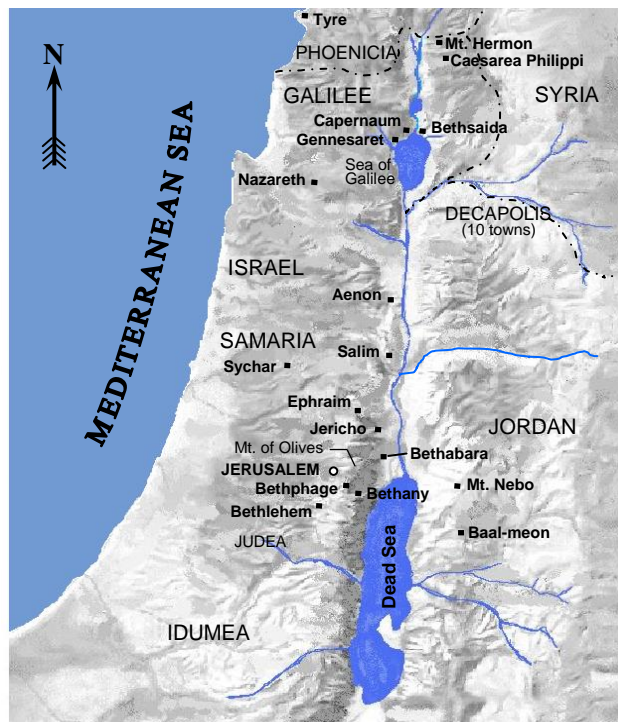 Tyre
N
PHOENICIA
Mt. Hermon
Caesarea Philippi
GALILEE
SYRIA
Capernaum
Bethsaida
Gennesaret
Sea of
Galilee
Nazareth
MEDITERRANEAN SEA
DECAPOLIS
(10 towns)
ISRAEL
Aenon
SAMARIA
Salim
Sychar
Ephraim
Jericho
JORDAN
Mt. of Olives
Bethabara
JERUSALEM
Bethphage
Bethany
Mt. Nebo
Bethlehem
Baal-meon
JUDEA
Dead Sea
IDUMEA